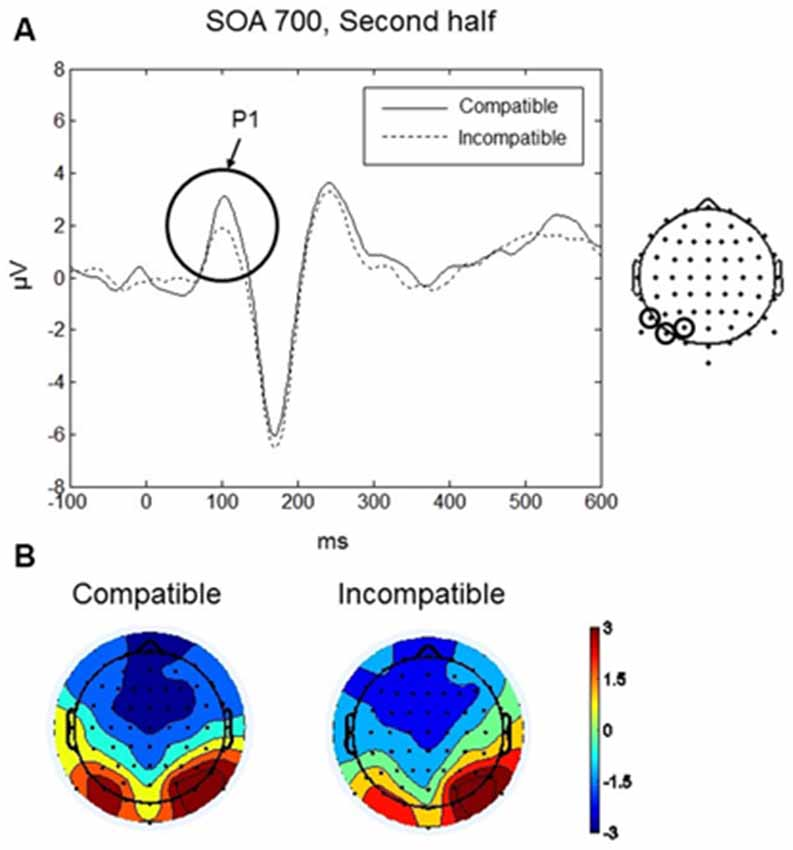 A
SOA 700, Second half
8
6
4
2
0
-2
-4
-6
-8
µV
P1
Compatible
Incompatible
-100 0 100 200 300 400 500 600
ms
B
Compatible Incompatible
3
1.5
0
-1.5
-3